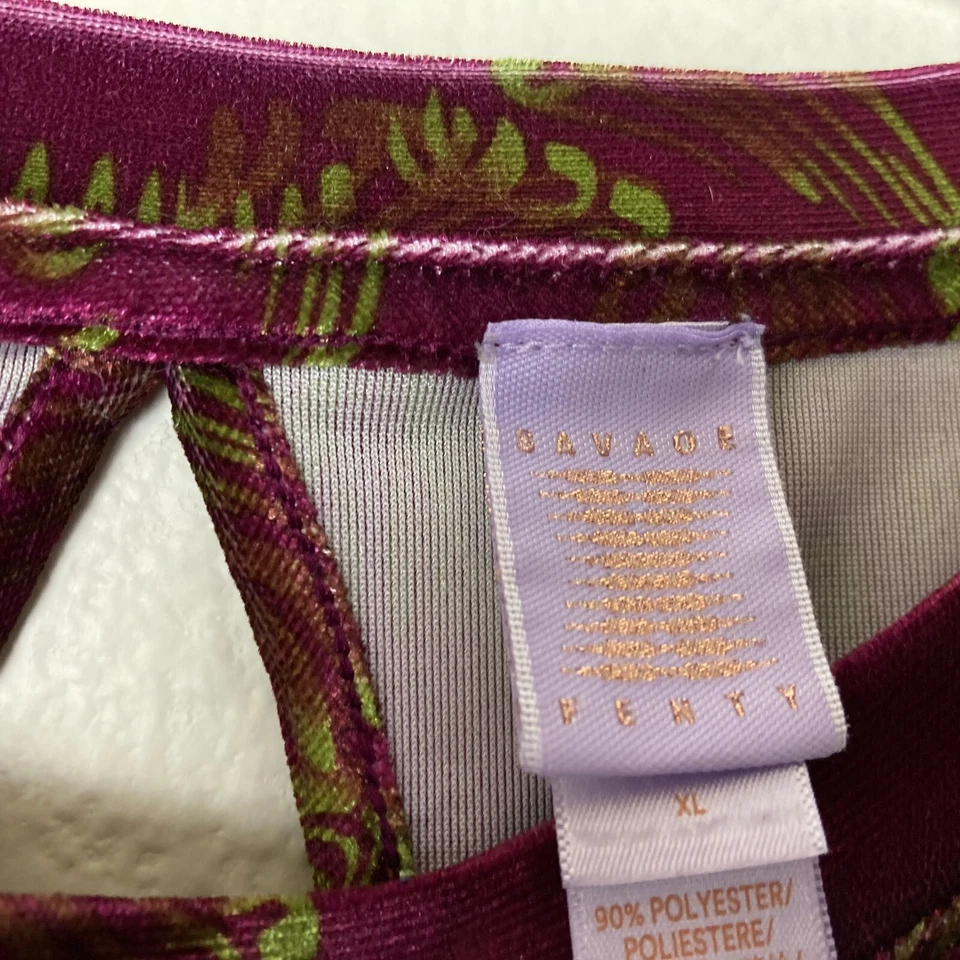 SAVAGE
FENTY
XL
90% POLYESTER/
POLIESTERE/